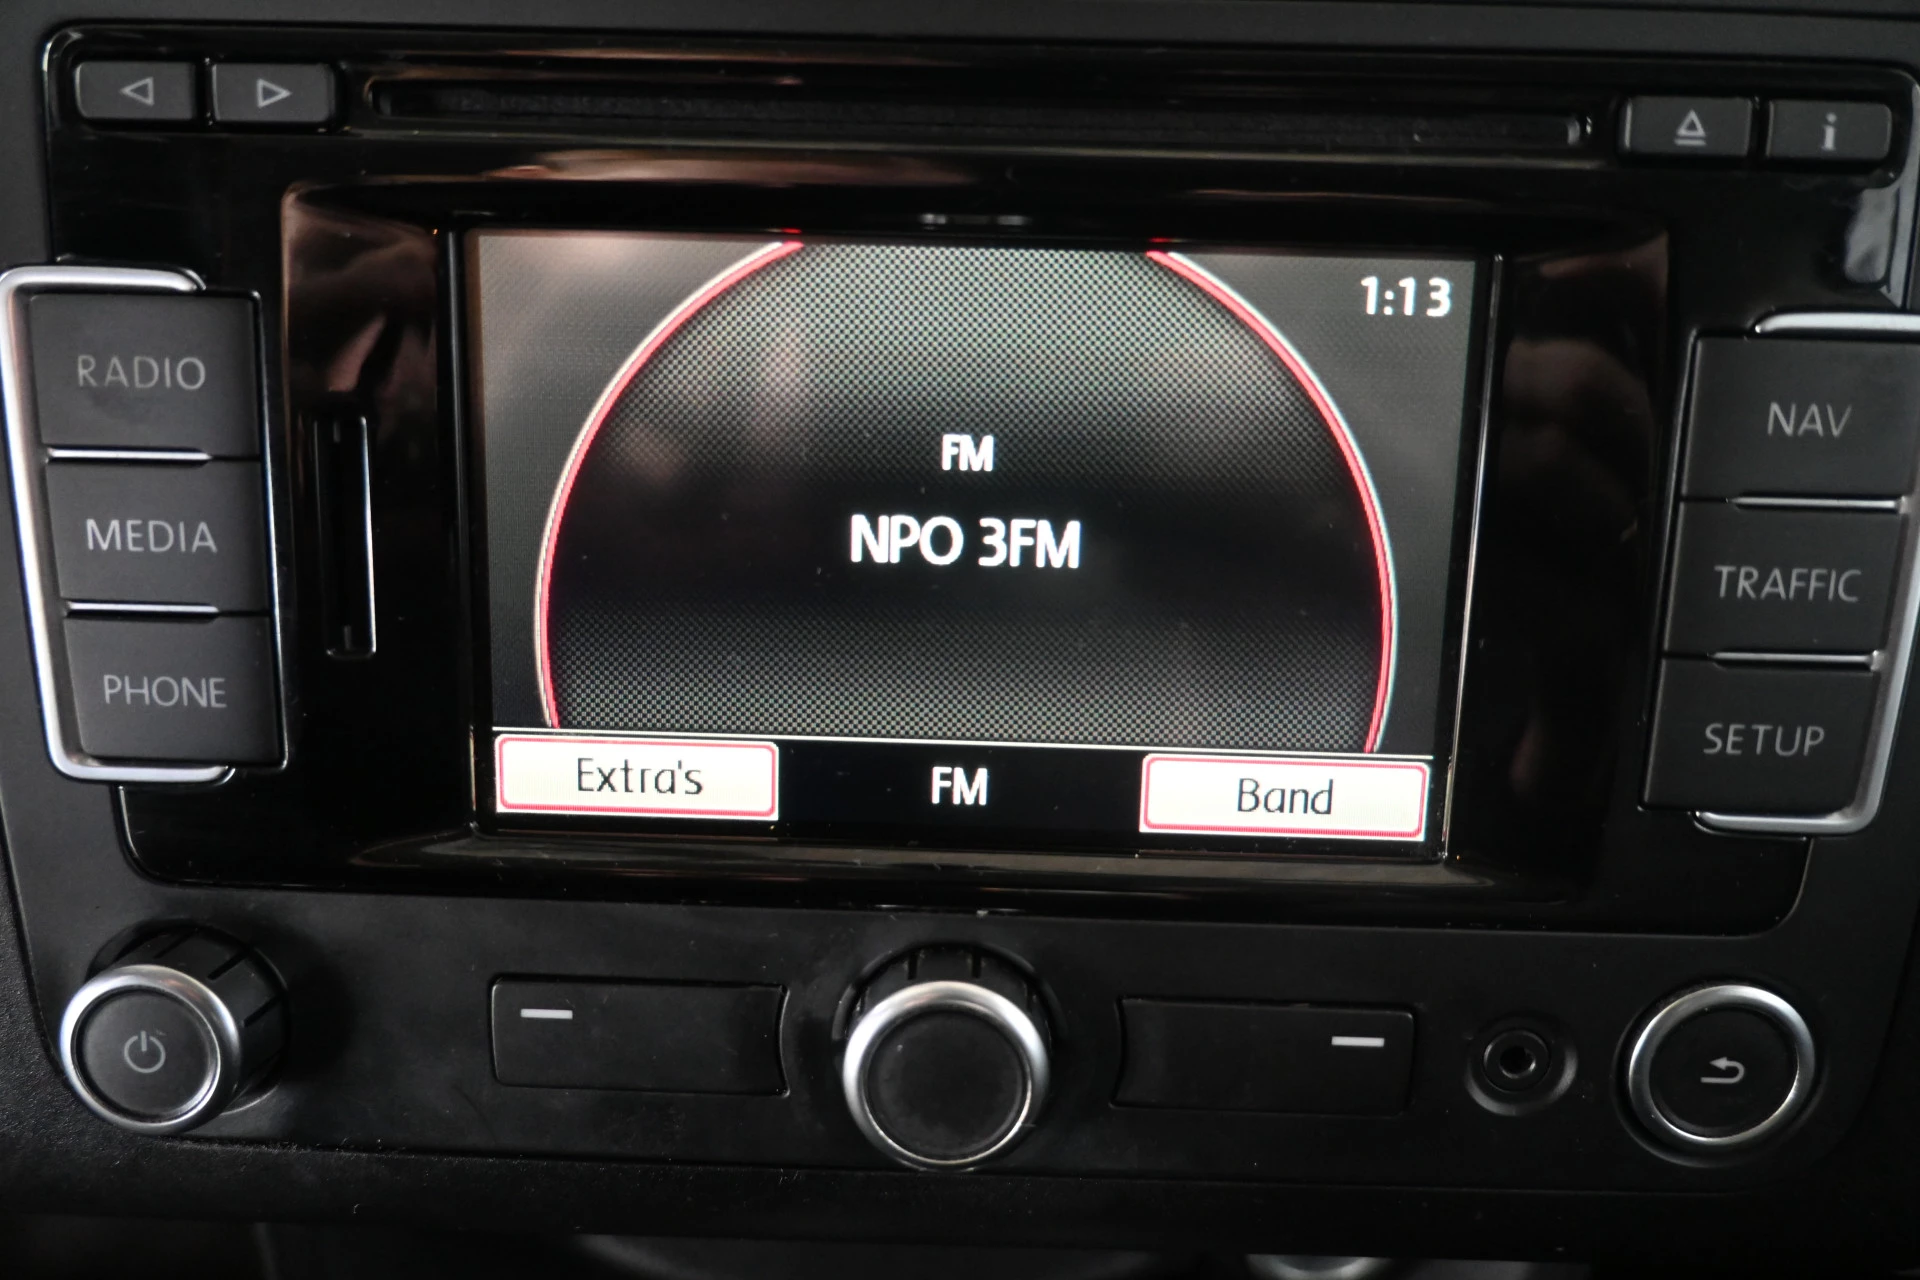 i
1:13
RADIO
NAV
FM
MEDIA
NPO 3FM
TRAFFIC
PHONE
SETUP
Extra's
FM
Band